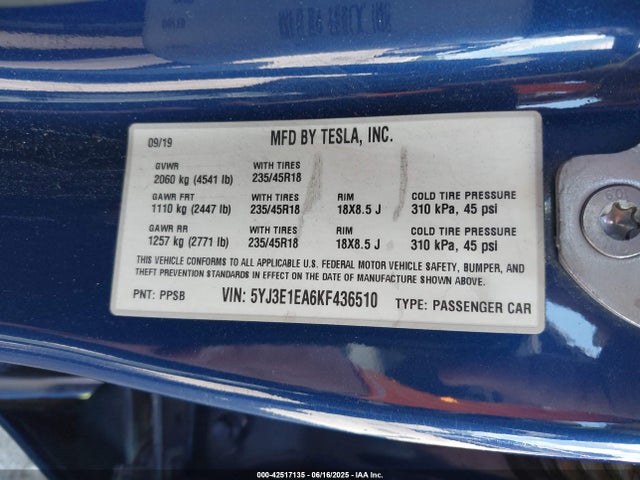 09/19 MFD BY TESLA, INC.
GVWR WITH TIRES
2060 kg (4541 lb) 235/45R18
GAWR FRT WITH TIRES RIM COLD TIRE PRESSURE
1110 kg (2447 lb) 235/45R18 18X8.5 J 310 kPa, 45 psi
GAWR RR WITH TIRES RIM COLD TIRE PRESSURE
1257 kg (2771 lb) 235/45R18 18X8.5 J 310 kPa, 45 psi
THIS VEHICLE CONFORMS TO ALL APPLICABLE U.S. FEDERAL MOTOR VEHICLE SAFETY, BUMPER, AND
THEFT PREVENTION STANDARDS IN EFFECT ON THE DATE OF MANUFACTURE SHOWN ABOVE.
PNT: PPSB VIN: 5YJ3E1EA6KF436510 TYPE: PASSENGER CAR
000-42517135 - 06/16/2025 - IAA Inc.